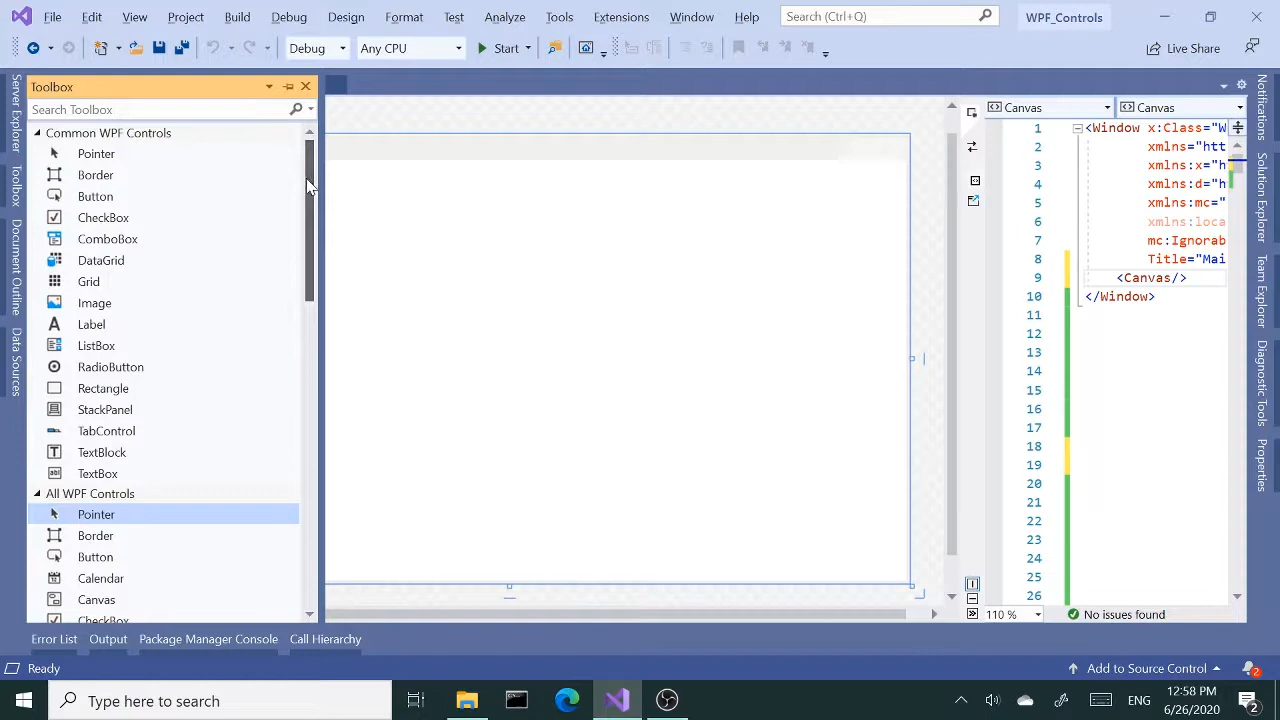 File Edit View Project Build Debug Design Format Test Analyze Tools Extensions Window Help Search (Ctrl+Q) WPF_Controls
Debug Any CPU Start Live Share
Toolbox
Search Toolbox
Common WPF Controls
Pointer
Border
Button
CheckBox
ComboBox
DataGrid
Grid
Image
Label
ListBox
RadioButton
Rectangle
StackPanel
TabControl
TextBlock
TextBox
All WPF Controls
Pointer
Border
Button
Calendar
Canvas
CheckBox
Server Explorer
Toolbox
Document Outline
Data Sources
Canvas Canvas
1 <Window x:Class="W
2 xmlns="htt
3 xmlns:x="h
4 xmlns:d="h
5 xmlns:mc="
6 xmlns:loca
7 mc:Ignorab
8 Title="Mai
9 <Canvas/>
10 </Window>
11
12
13
14
15
16
17
18
19
20
21
22
23
24
25
26
110 % No issues found
Notifications
Solution Explorer
Team Explorer
Diagnostic Tools
Properties
Error List Output Package Manager Console Call Hierarchy
Ready Add to Source Control 2
Type here to search
ENG
12:58 PM
6/26/2020
2